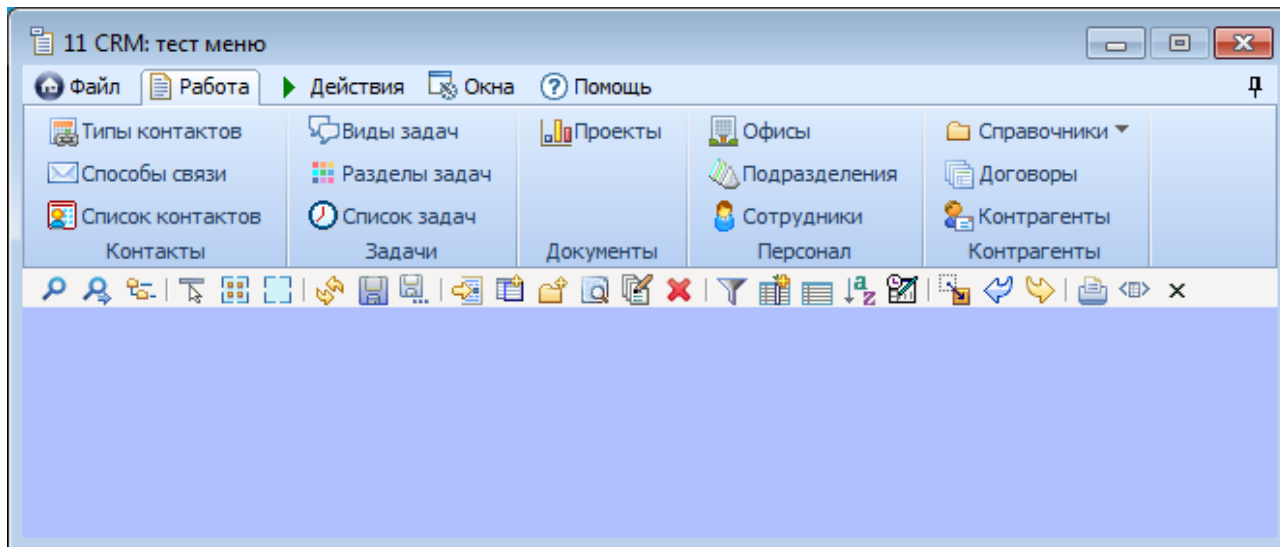 11 CRM: тест меню
Файл Работа Действия Окна Помощь
Типы контактов Виды задач Проекты Офисы Справочники
Способы связи Разделы задач Подразделения Договоры
Список контактов Список задач Сотрудники Контрагенты
Контакты Задачи Документы Персонал Контрагенты